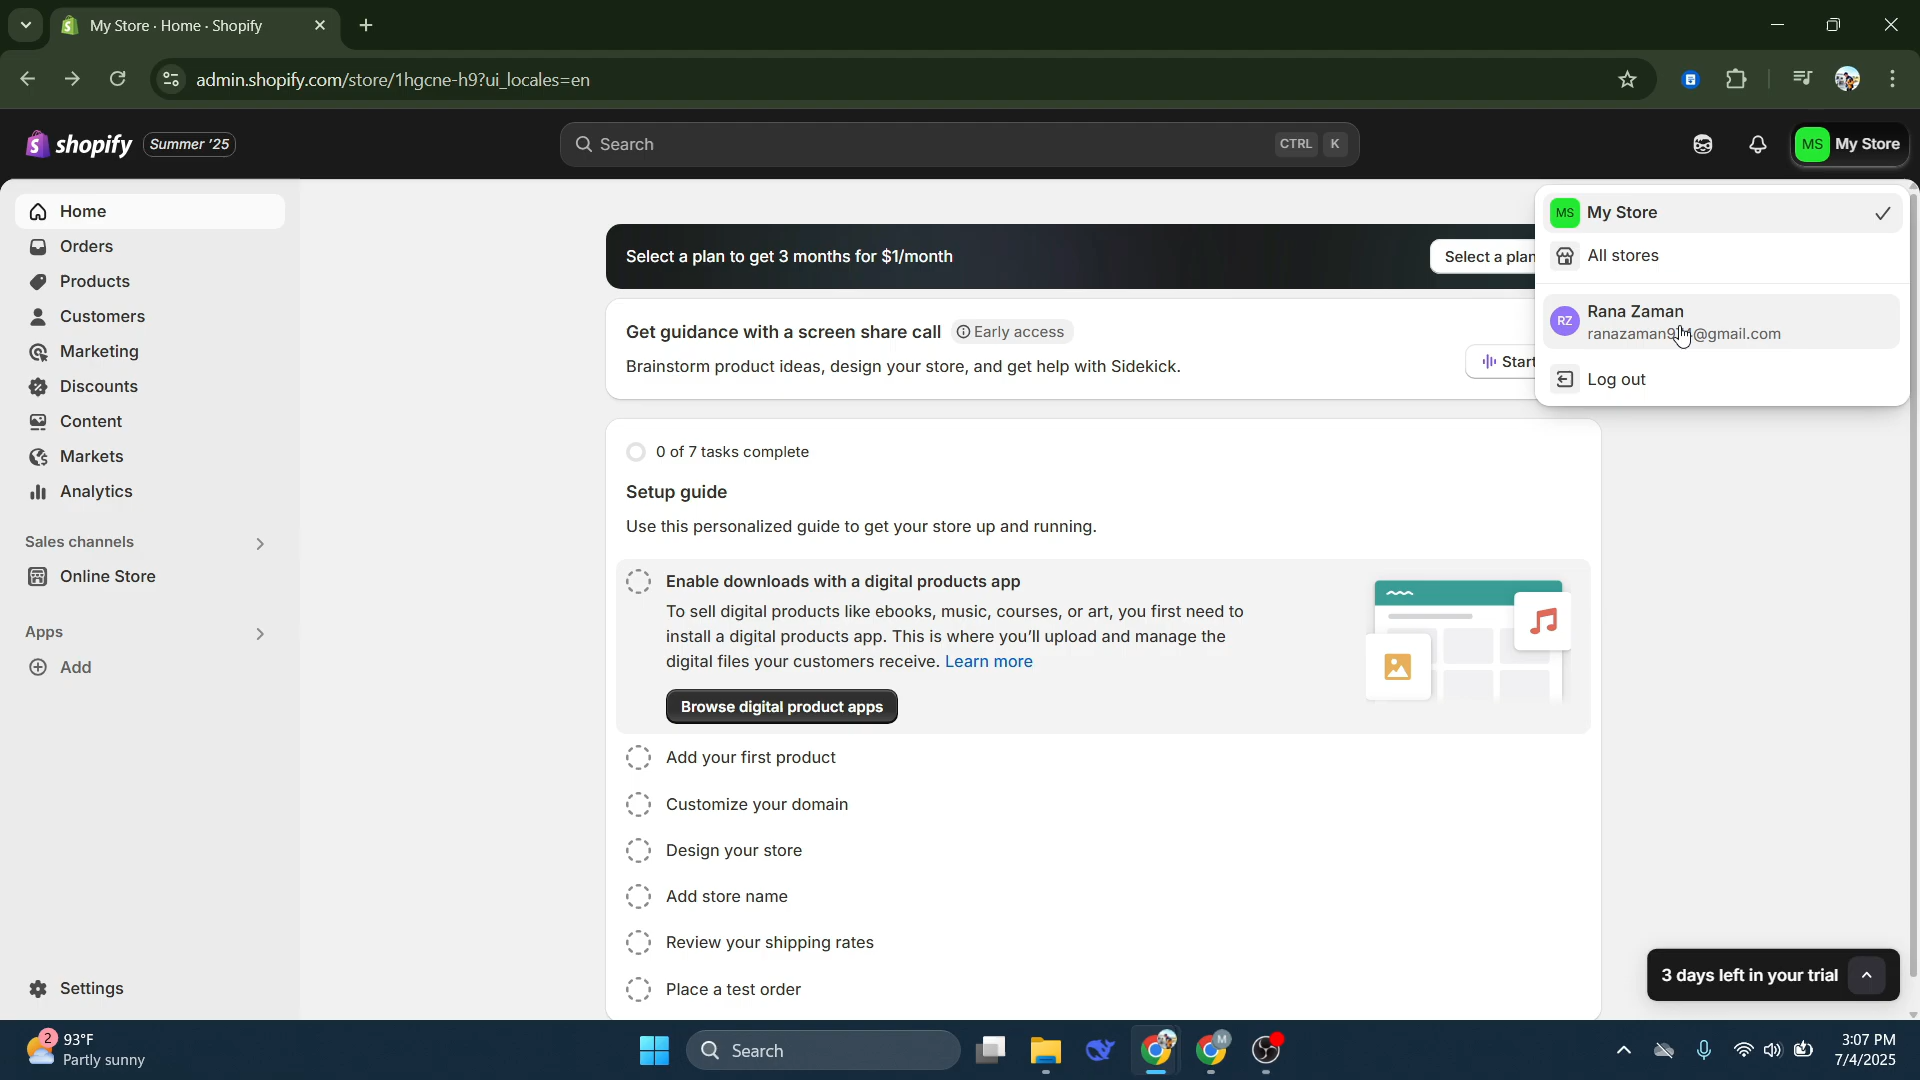 My Store · Home · Shopify
admin.shopify.com/store/1hgcne-h9?ui_locales=en
shopify
Summer '25
Search
CTRL K
MS
My Store
Home
Orders
Products
Customers
Marketing
Discounts
Content
Markets
Analytics
Sales channels
Online Store
Apps
Add
Settings
Select a plan to get 3 months for $1/month
Select a plan
Get guidance with a screen share call
Early access
Brainstorm product ideas, design your store, and get help with Sidekick.
Start
MS
My Store
All stores
RZ
Rana Zaman
Log out
0 of 7 tasks complete
Setup guide
Use this personalized guide to get your store up and running.
Enable downloads with a digital products app
To sell digital products like ebooks, music, courses, or art, you first need to
install a digital products app. This is where you'll upload and manage the
digital files your customers receive. Learn more
Browse digital product apps
Add your first product
Customize your domain
Design your store
Add store name
Review your shipping rates
Place a test order
3 days left in your trial
2
93°F
Partly sunny
Search
M
3:07 PM
7/4/2025